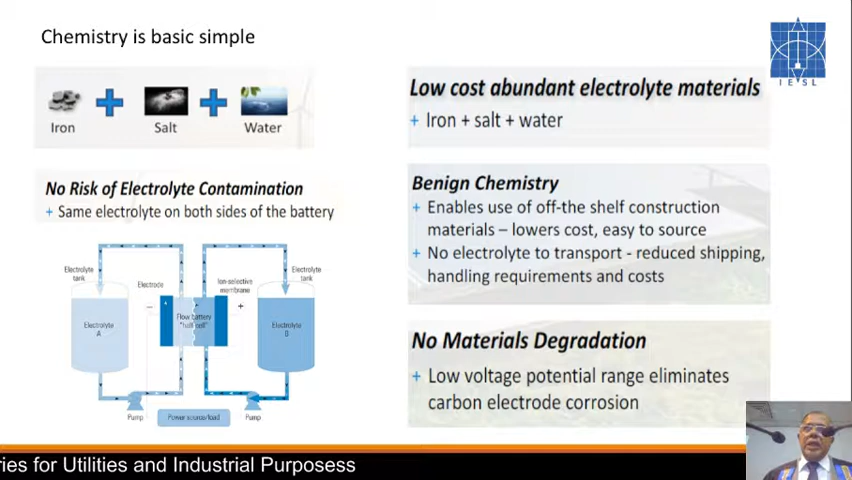 Chemistry is basic simple
IESL
Iron
Salt
Water
No Risk of Electrolyte Contamination
+ Same electrolyte on both sides of the battery
Electrolyte
tank
Electrode
Ion-selective
membrane
Electrolyte
tank
−
+
Electrolyte
A
Flow battery
"half cell"
Electrolyte
B
Pump
Power source/load
Pump
Low cost abundant electrolyte materials
+ Iron + salt + water
Benign Chemistry
+ Enables use of off-the shelf construction
materials – lowers cost, easy to source
+ No electrolyte to transport - reduced shipping,
handling requirements and costs
No Materials Degradation
+ Low voltage potential range eliminates
carbon electrode corrosion
ries for Utilities and Industrial Purposess